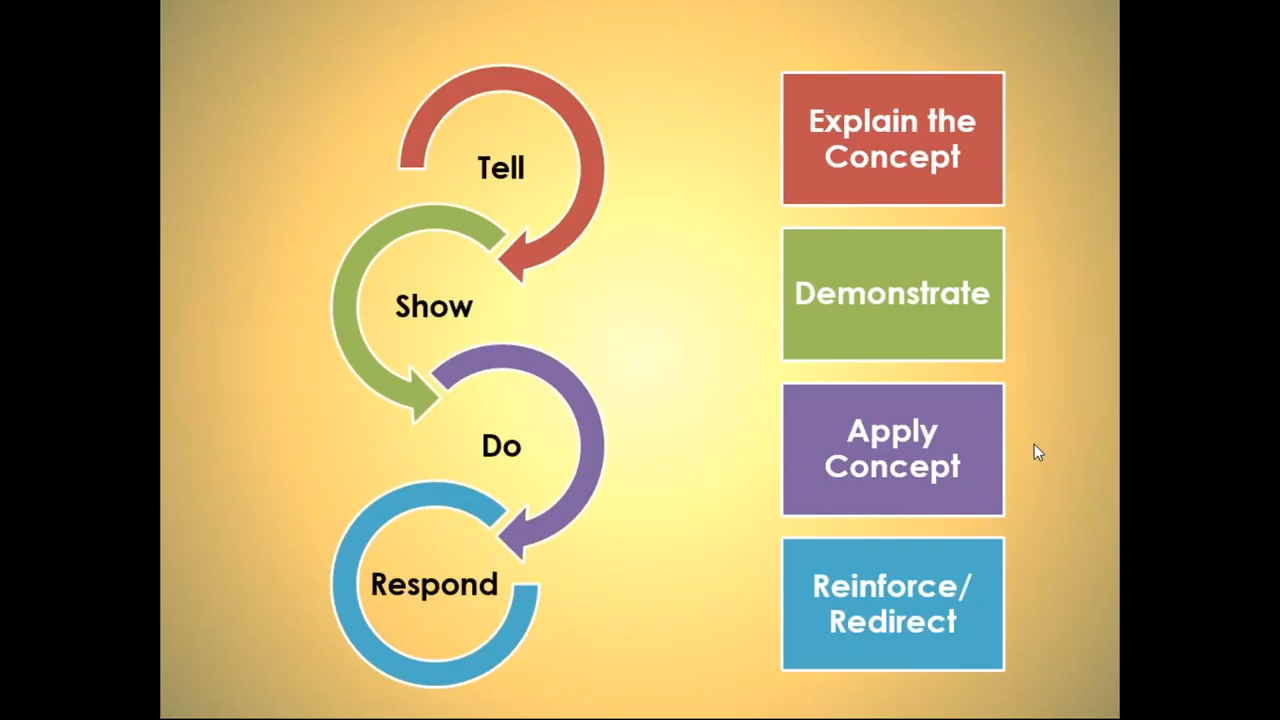 Tell
Explain the
Concept
Show
Demonstrate
Do
Apply
Concept
Respond
Reinforce/
Redirect